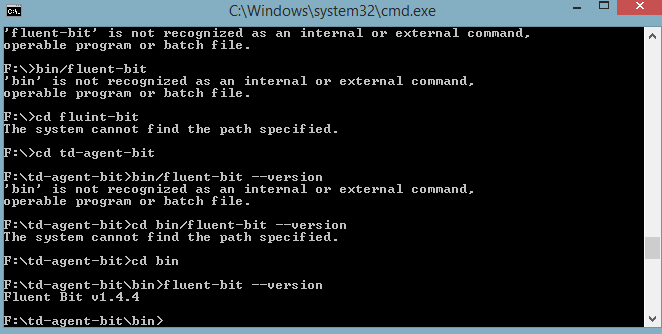 C:\Windows\system32\cmd.exe
'fluent-bit' is not recognized as an internal or external command,
operable program or batch file.
F:\>bin/fluent-bit
'bin' is not recognized as an internal or external command,
operable program or batch file.
F:\>cd fluint-bit
The system cannot find the path specified.
F:\>cd td-agent-bit
F:\td-agent-bit>bin/fluent-bit --version
'bin' is not recognized as an internal or external command,
operable program or batch file.
F:\td-agent-bit>cd bin/fluent-bit --version
The system cannot find the path specified.
F:\td-agent-bit>cd bin
F:\td-agent-bit\bin>fluent-bit --version
Fluent Bit v1.4.4
F:\td-agent-bit\bin>